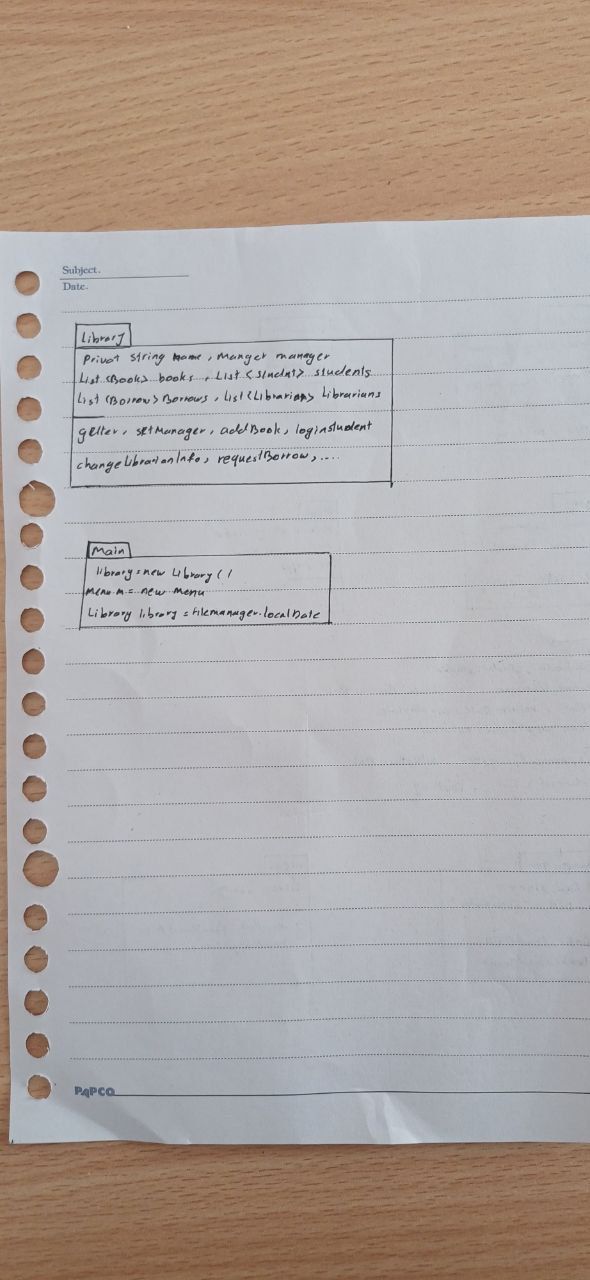 Subject.
Date.
Library
Privat String name, Manger manager
List <Book> books, List <Studnt> students
List <Borrow> Borrows, List <Librarian> Librarians
getter, setManager, addBook, loginstudent
changeLibrarianInfo, requestBorrow, ....
Main
library = new Library ( )
Menu m = new Menu
Library library = filemanager.localDate
PAPCO